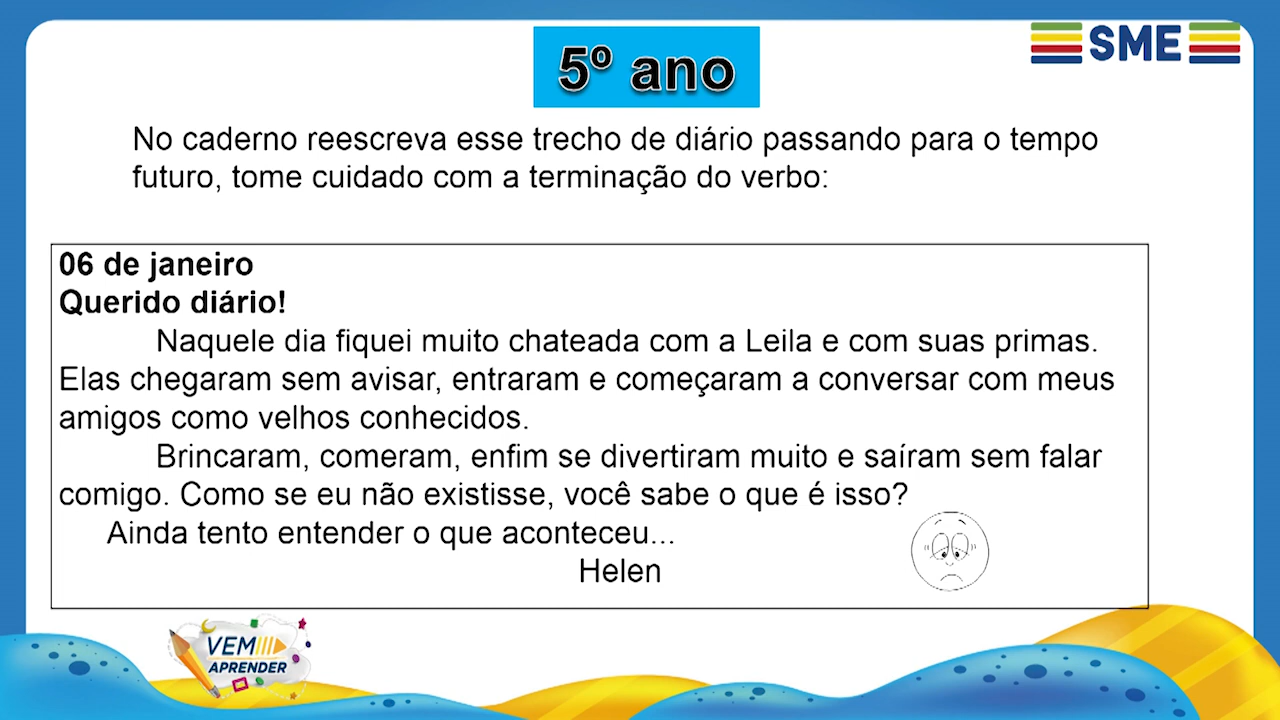 5º ano
SME
No caderno reescreva esse trecho de diário passando para o tempo
futuro, tome cuidado com a terminação do verbo:
06 de janeiro
Querido diário!
Naquele dia fiquei muito chateada com a Leila e com suas primas.
Elas chegaram sem avisar, entraram e começaram a conversar com meus
amigos como velhos conhecidos.
Brincaram, comeram, enfim se divertiram muito e saíram sem falar
comigo. Como se eu não existisse, você sabe o que é isso?
Ainda tento entender o que aconteceu...
Helen
VEM
APRENDER